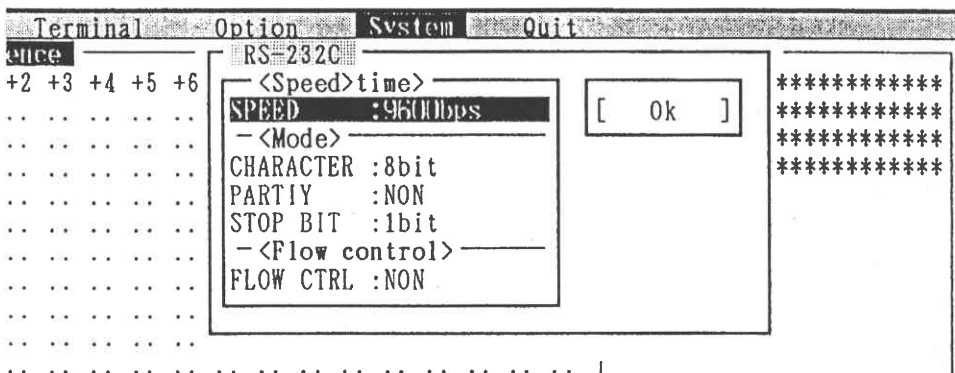 Terminal Option System Quit
ence
RS-232C
+2 +3 +4 +5 +6
<Speed>time>
************
SPEED :9600bps
[ Ok ]
************
<Mode>
************
CHARACTER :8bit
************
PARTIY :NON
STOP BIT :1bit
<Flow control>
FLOW CTRL :NON